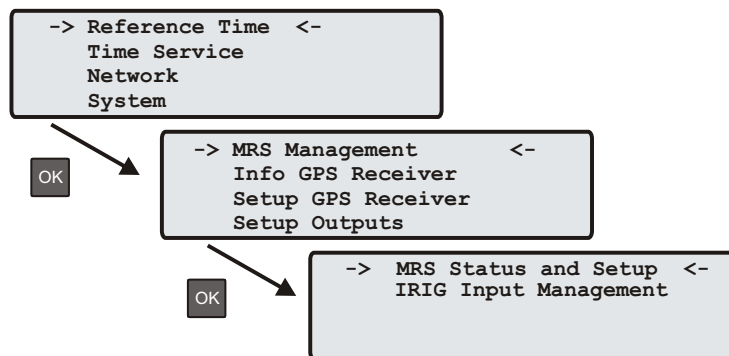 -> Reference Time <-
Time Service
Network
System
OK
-> MRS Management <-
Info GPS Receiver
Setup GPS Receiver
Setup Outputs
OK
-> MRS Status and Setup <-
IRIG Input Management